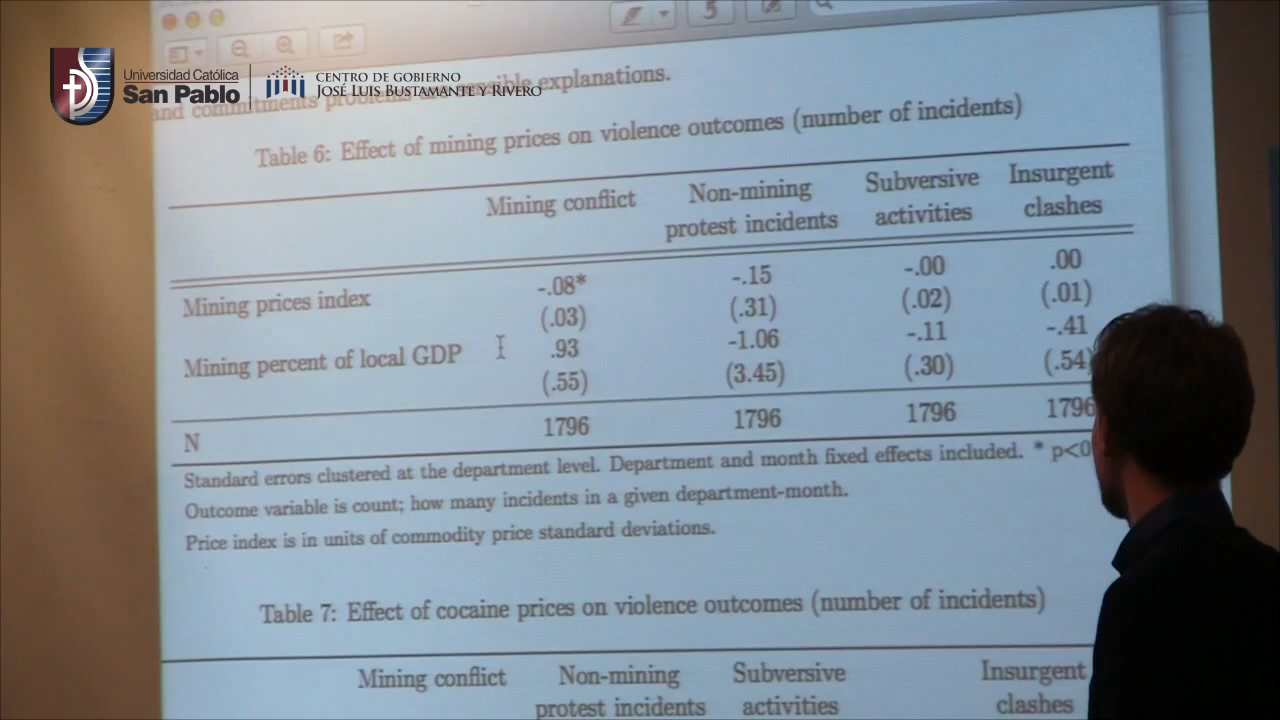 Universidad Católica
San Pablo
CENTRO DE GOBIERNO
JOSÉ LUIS BUSTAMANTE Y RIVERO
5
and commitments explanations.
Table 6: Effect of mining prices on violence outcomes (number of incidents)
Mining conflict Non-mining protest incidents Subversive activities Insurgent clashes
Mining prices index -.08* -.15 -.00 .00
(.03) (.31) (.02) (.01)
Mining percent of local GDP .93 -1.06 -.11 -.41
(.55) (3.45) (.30) (.54)
N 1796 1796 1796 1796
Standard errors clustered at the department level. Department and month fixed effects included. * p<0
Outcome variable is count; how many incidents in a given department-month.
Price index is in units of commodity price standard deviations.
Table 7: Effect of cocaine prices on violence outcomes (number of incidents)
Mining conflict Non-mining protest incidents Subversive activities Insurgent clashes